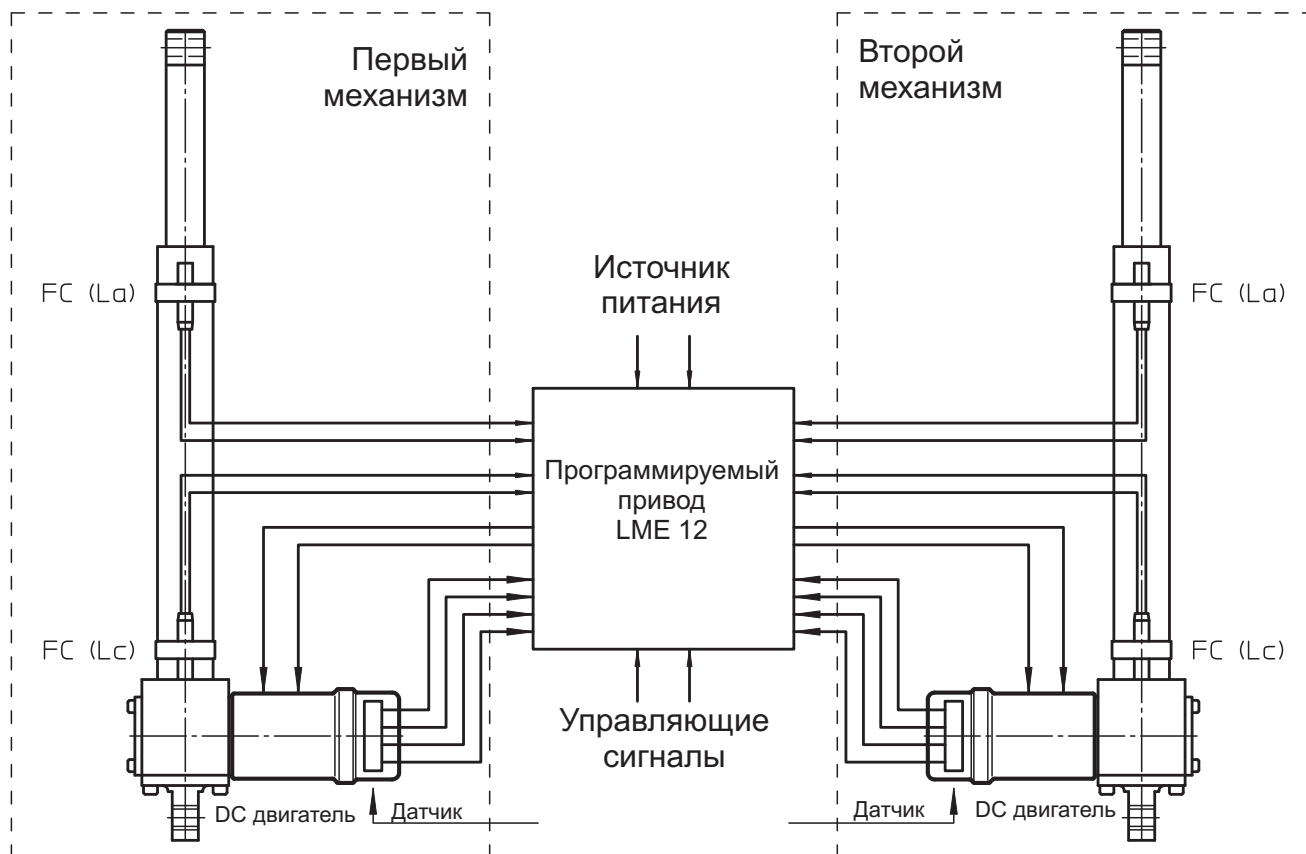 Первый
механизм
Второй
механизм
FC (La)
Источник
питания
FC (La)
Программируемый
привод
LME 12
FC (Lc)
FC (Lc)
Управляющие
сигналы
DC двигатель
Датчик
Датчик
DC двигатель